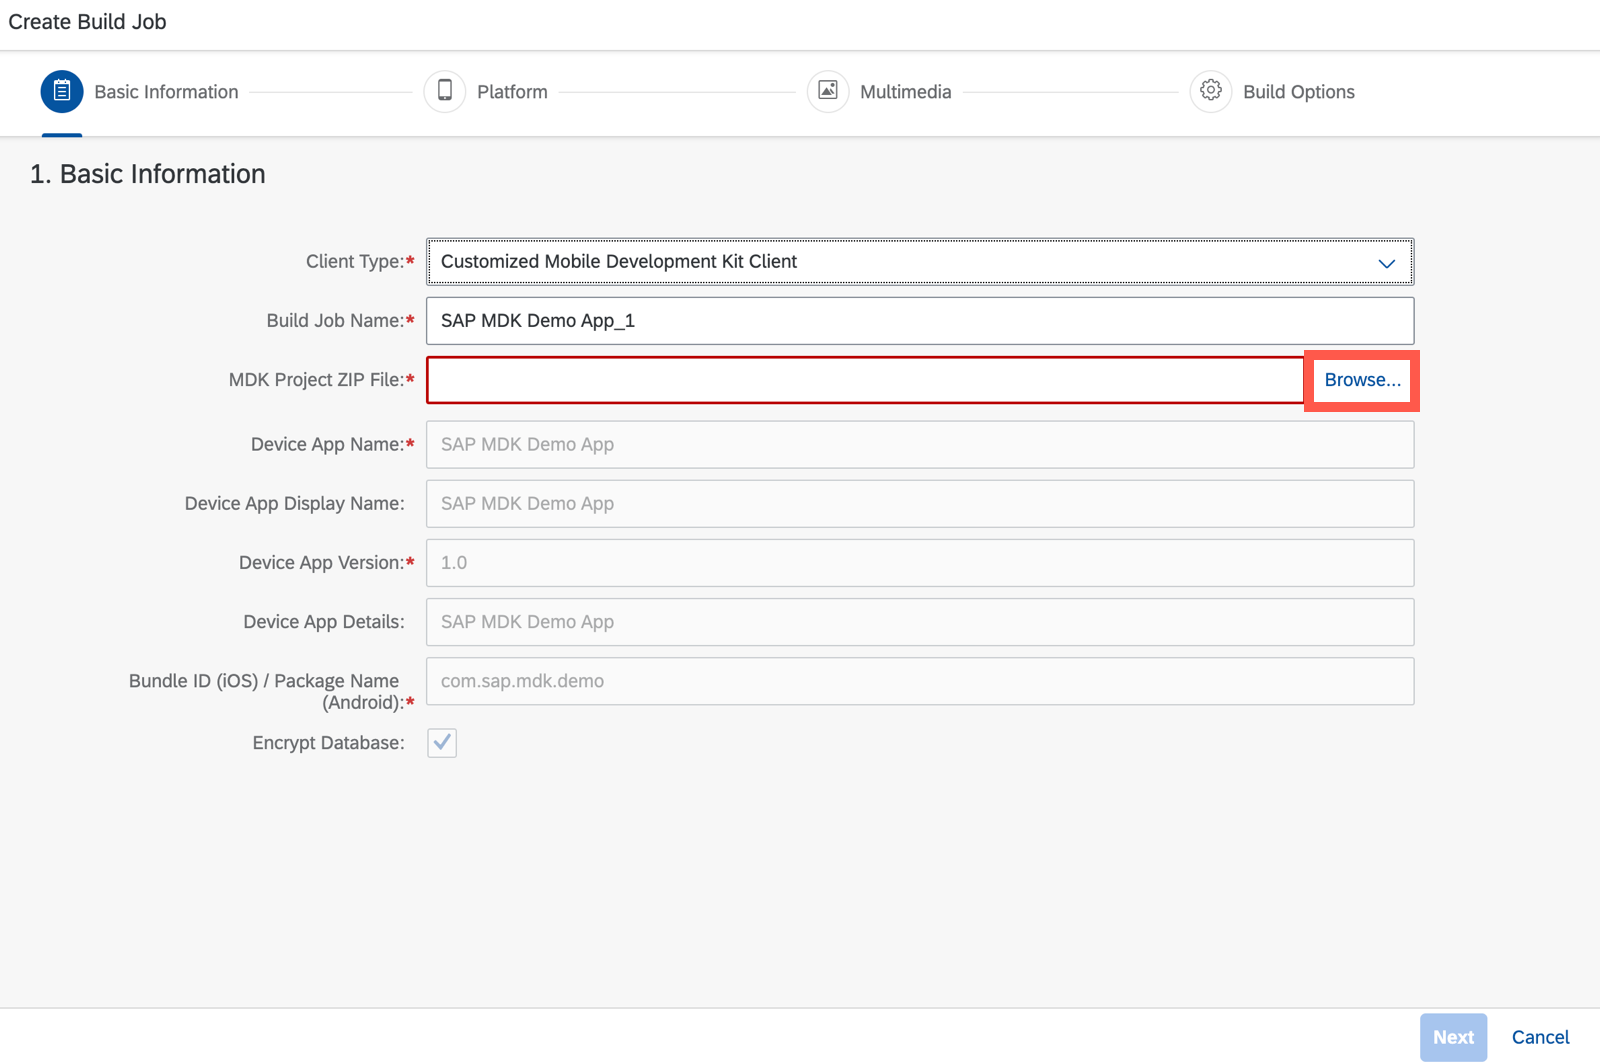 Create Build Job
Basic Information
Platform
Multimedia
Build Options
1. Basic Information
Client Type:*
Customized Mobile Development Kit Client
Build Job Name:*
SAP MDK Demo App_1
MDK Project ZIP File:*
Browse...
Device App Name:*
SAP MDK Demo App
Device App Display Name:
SAP MDK Demo App
Device App Version:*
1.0
Device App Details:
SAP MDK Demo App
Bundle ID (iOS) / Package Name
(Android):*
com.sap.mdk.demo
Encrypt Database:
Next
Cancel